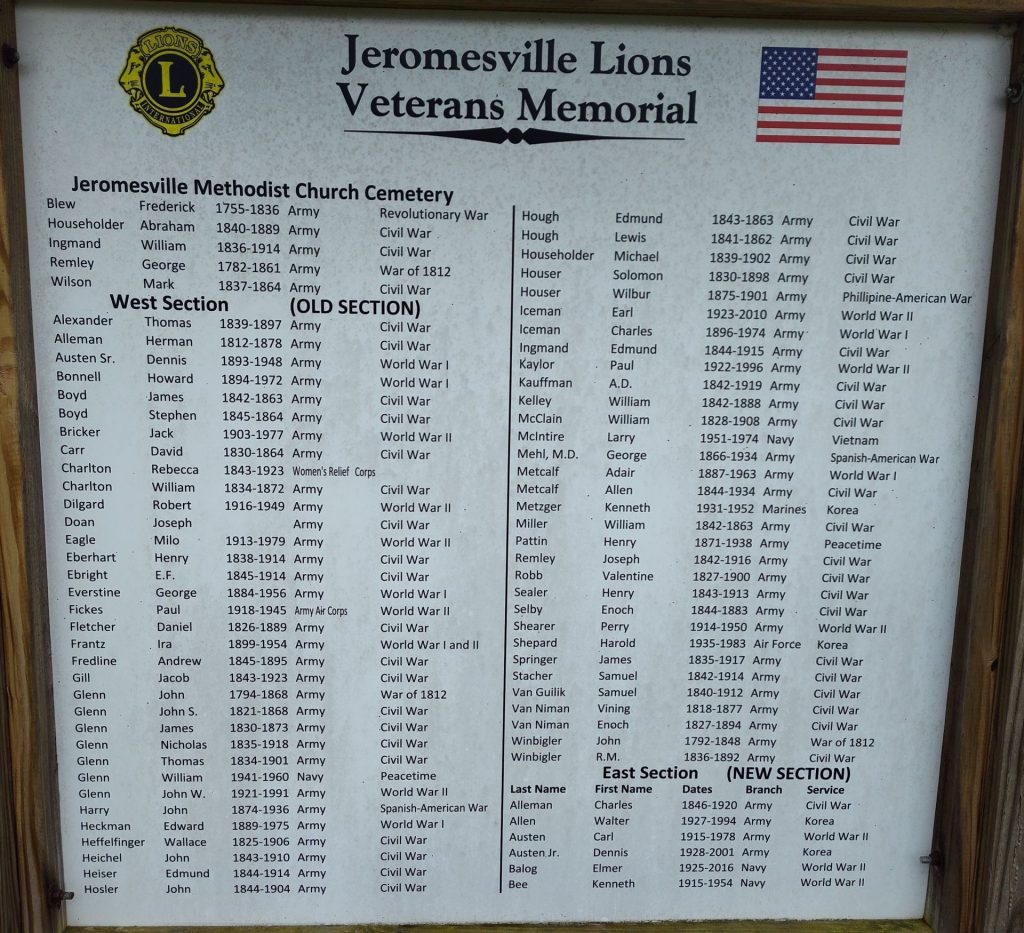 LIONS
L
INTERNATIONAL
Jeromesville Lions
Veterans Memorial
Jeromesville Methodist Church Cemetery
Blew Frederick 1755-1836 Army Revolutionary War
Householder Abraham 1840-1889 Army Civil War
Ingmand William 1836-1914 Army Civil War
Remley George 1782-1861 Army War of 1812
Wilson Mark 1837-1864 Army Civil War
West Section (OLD SECTION)
Alexander Thomas 1839-1897 Army Civil War
Alleman Herman 1812-1878 Army Civil War
Austen Sr. Dennis 1893-1948 Army World War I
Bonnell Howard 1894-1972 Army World War I
Boyd James 1842-1863 Army Civil War
Boyd Stephen 1845-1864 Army Civil War
Bricker Jack 1903-1977 Army World War II
Carr David 1830-1864 Army Civil War
Charlton Rebecca 1843-1923 Women's Relief Corps
Charlton William 1834-1872 Army Civil War
Dilgard Robert 1916-1949 Army World War II
Doan Joseph Army Civil War
Eagle Milo 1913-1979 Army World War II
Eberhart Henry 1838-1914 Army Civil War
Ebright E.F. 1845-1914 Army Civil War
Everstine George 1884-1956 Army World War I
Fickes Paul 1918-1945 Army Air Corps World War II
Fletcher Daniel 1826-1889 Army Civil War
Frantz Ira 1899-1954 Army World War I and II
Fredline Andrew 1845-1895 Army Civil War
Gill Jacob 1843-1923 Army Civil War
Glenn John 1794-1868 Army War of 1812
Glenn John S. 1821-1868 Army Civil War
Glenn James 1830-1873 Army Civil War
Glenn Nicholas 1835-1918 Army Civil War
Glenn Thomas 1834-1901 Army Civil War
Glenn William 1941-1960 Navy Peacetime
Glenn John W. 1921-1991 Army World War II
Harry John 1874-1936 Army Spanish-American War
Heckman Edward 1889-1975 Army World War I
Heffelfinger Wallace 1825-1906 Army Civil War
Heichel John 1843-1910 Army Civil War
Heiser Edmund 1844-1914 Army Civil War
Hosler John 1844-1904 Army Civil War
Hough Edmund 1843-1863 Army Civil War
Hough Lewis 1841-1862 Army Civil War
Householder Michael 1839-1902 Army Civil War
Houser Solomon 1830-1898 Army Civil War
Houser Wilbur 1875-1901 Army Phillipine-American War
Iceman Earl 1923-2010 Army World War II
Iceman Charles 1896-1974 Army World War I
Ingmand Edmund 1844-1915 Army Civil War
Kaylor Paul 1922-1996 Army World War II
Kauffman A.D. 1842-1919 Army Civil War
Kelley William 1842-1888 Army Civil War
McClain William 1828-1908 Army Civil War
McIntire Larry 1951-1974 Navy Vietnam
Mehl, M.D. George 1866-1934 Army Spanish-American War
Metcalf Adair 1887-1963 Army World War I
Metcalf Allen 1844-1934 Army Civil War
Metzger Kenneth 1931-1952 Marines Korea
Miller William 1842-1863 Army Civil War
Pattin Henry 1871-1938 Army Peacetime
Remley Joseph 1842-1916 Army Civil War
Robb Valentine 1827-1900 Army Civil War
Sealer Henry 1843-1913 Army Civil War
Selby Enoch 1844-1883 Army Civil War
Shearer Perry 1914-1950 Army World War II
Shepard Harold 1935-1983 Air Force Korea
Springer James 1835-1917 Army Civil War
Stacher Samuel 1842-1914 Army Civil War
Van Guilik Samuel 1840-1912 Army Civil War
Van Niman Vining 1818-1877 Army Civil War
Van Niman Enoch 1827-1894 Army Civil War
Winbigler John 1792-1848 Army War of 1812
Winbigler R.M. 1836-1892 Army Civil War
East Section (NEW SECTION)
Last Name First Name Dates Branch Service
Alleman Charles 1846-1920 Army Civil War
Allen Walter 1927-1994 Army Korea
Austen Carl 1915-1978 Army World War II
Austen Jr. Dennis 1928-2001 Army Korea
Balog Elmer 1925-2016 Navy World War II
Bee Kenneth 1915-1954 Navy World War II